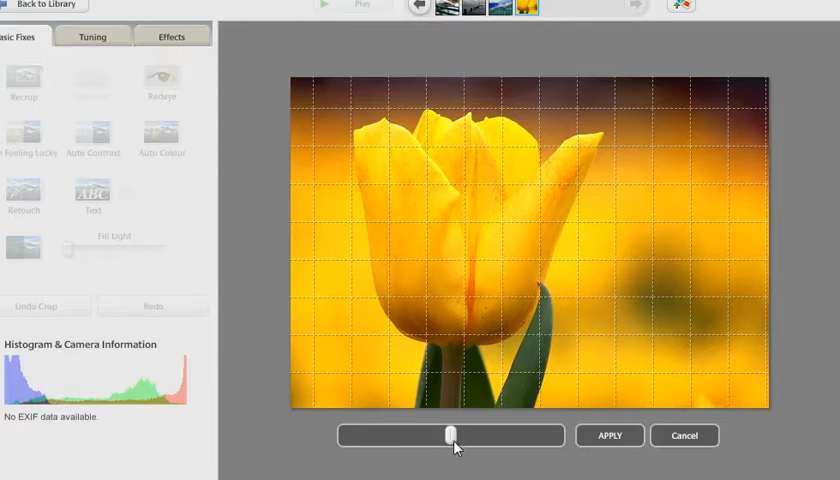 Back to Library
Play
asic Fixes
Tuning
Effects
Recrop
Redeye
Feeling Lucky
Auto Contrast
Auto Colour
ABC
Retouch
Text
Fill Light
Undo Crop
Redo
Histogram & Camera Information
No EXIF data available.
APPLY
Cancel